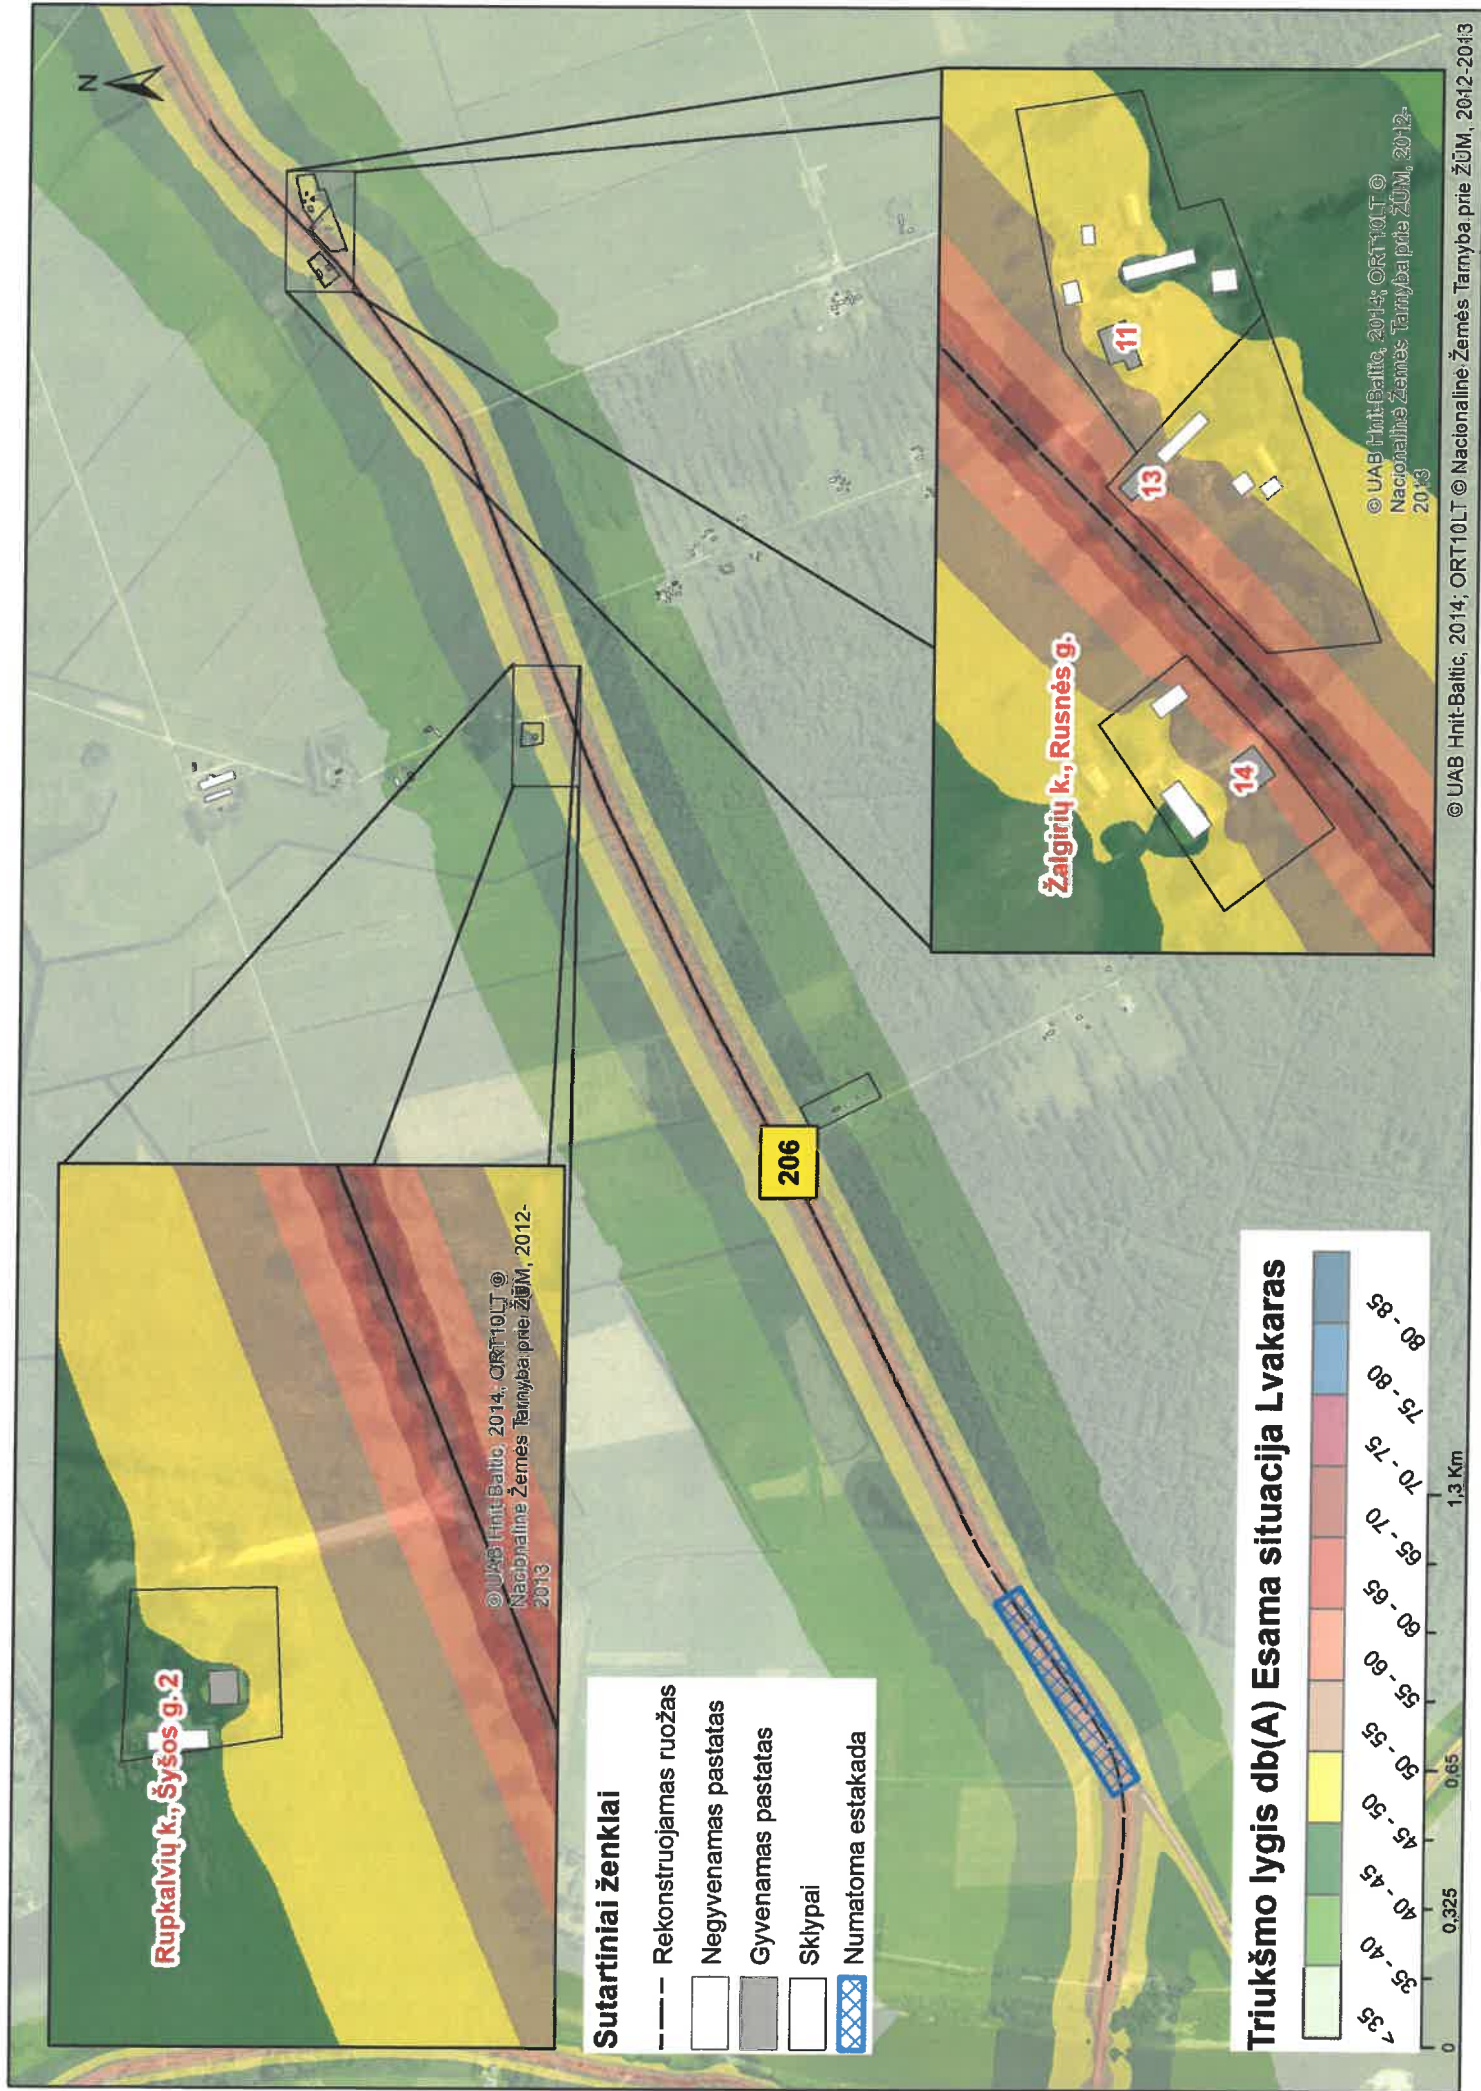 N
Rupkalvių k., Šyšos g. 2
© UAB Hnit-Baltic, 2014; ORT10LT ©
Nacionalinė Žemės Tarnyba prie ŽŪM, 2012-
2013
206
Žalgirių k., Rusnės g.
11
13
14
© UAB Hnit-Baltic, 2014; ORT10LT ©
Nacionalinė Žemės Tarnyba prie ŽŪM, 2012-
2013
Sutartiniai ženklai
Rekonstruojamas ruožas
Negyvenamas pastatas
Gyvenamas pastatas
Sklypai
Numatoma estakada
Triukšmo lygis db(A) Esama situacija Lvakaras
< 35
35 - 40
40 - 45
45 - 50
50 - 55
55 - 60
60 - 65
65 - 70
70 - 75
75 - 80
80 - 85
0 0,325 0,65 1,3 Km
© UAB Hnit-Baltic, 2014; ORT10LT © Nacionalinė Žemės Tarnyba prie ŽŪM, 2012-2013